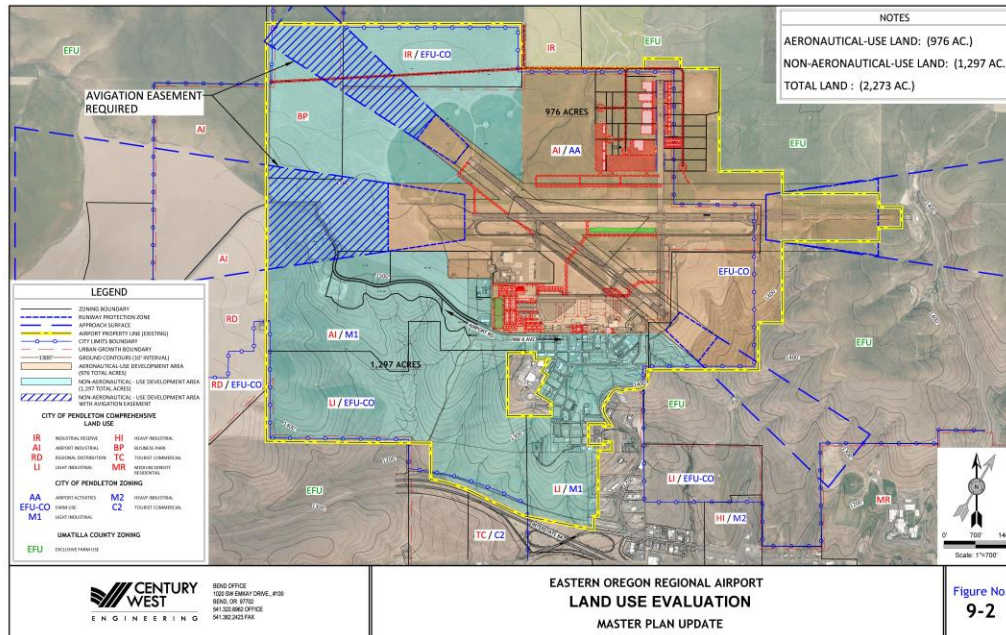 NOTES
AERONAUTICAL-USE LAND: (976 AC.)
NON-AERONAUTICAL-USE LAND: (1,297 AC.)
TOTAL LAND : (2,273 AC.)
EFU
IR / EFU-CO
IR
EFU
AVIGATION EASEMENT
REQUIRED
AI
BP
976 ACRES
AI / AA
EFU
AI
EFU-CO
1500'
AIRPORT RD
NW A AVE
RD
AI / M1
1,297 ACRES
RD / EFU-CO
LI / EFU-CO
EFU
LI / M1
LI / EFU-CO
HI / M2
MR
EFU
TC / C2
LEGEND
ZONING BOUNDARY
RUNWAY PROTECTION ZONE
APPROACH SURFACE
AIRPORT PROPERTY LINE (EXISTING)
CITY LIMITS BOUNDARY
URBAN GROWTH BOUNDARY
1300' GROUND CONTOURS (10' INTERVAL)
AERONAUTICAL-USE DEVELOPMENT AREA
(976 TOTAL ACRES)
NON-AERONAUTICAL - USE DEVELOPMENT AREA
(1,297 TOTAL ACRES)
NON-AERONAUTICAL - USE DEVELOPMENT AREA
WITH AVIGATION EASEMENT
CITY OF PENDLETON COMPREHENSIVE
LAND USE
IR INDUSTRIAL RESERVE HI HEAVY INDUSTRIAL
AI AIRPORT INDUSTRIAL BP BUSINESS PARK
RD REGIONAL DISTRIBUTION TC TOURIST COMMERCIAL
LI LIGHT INDUSTRIAL MR MEDIUM DENSITY
RESIDENTIAL
CITY OF PENDLETON ZONING
AA AIRPORT ACTIVITIES M2 HEAVY INDUSTRIAL
EFU-CO FARM USE C2 TOURIST COMMERCIAL
M1 LIGHT INDUSTRIAL
UMATILLA COUNTY ZONING
EFU EXCLUSIVE FARM USE
N
0' 700' 140
Scale: 1"=700'
CENTURY
WEST
ENGINEERING
BEND OFFICE
1020 SW EMKAY DRIVE., #100
BEND, OR 97702
541.322.8962 OFFICE
541.382.2423 FAX
EASTERN OREGON REGIONAL AIRPORT
LAND USE EVALUATION
MASTER PLAN UPDATE
Figure No.
9-2